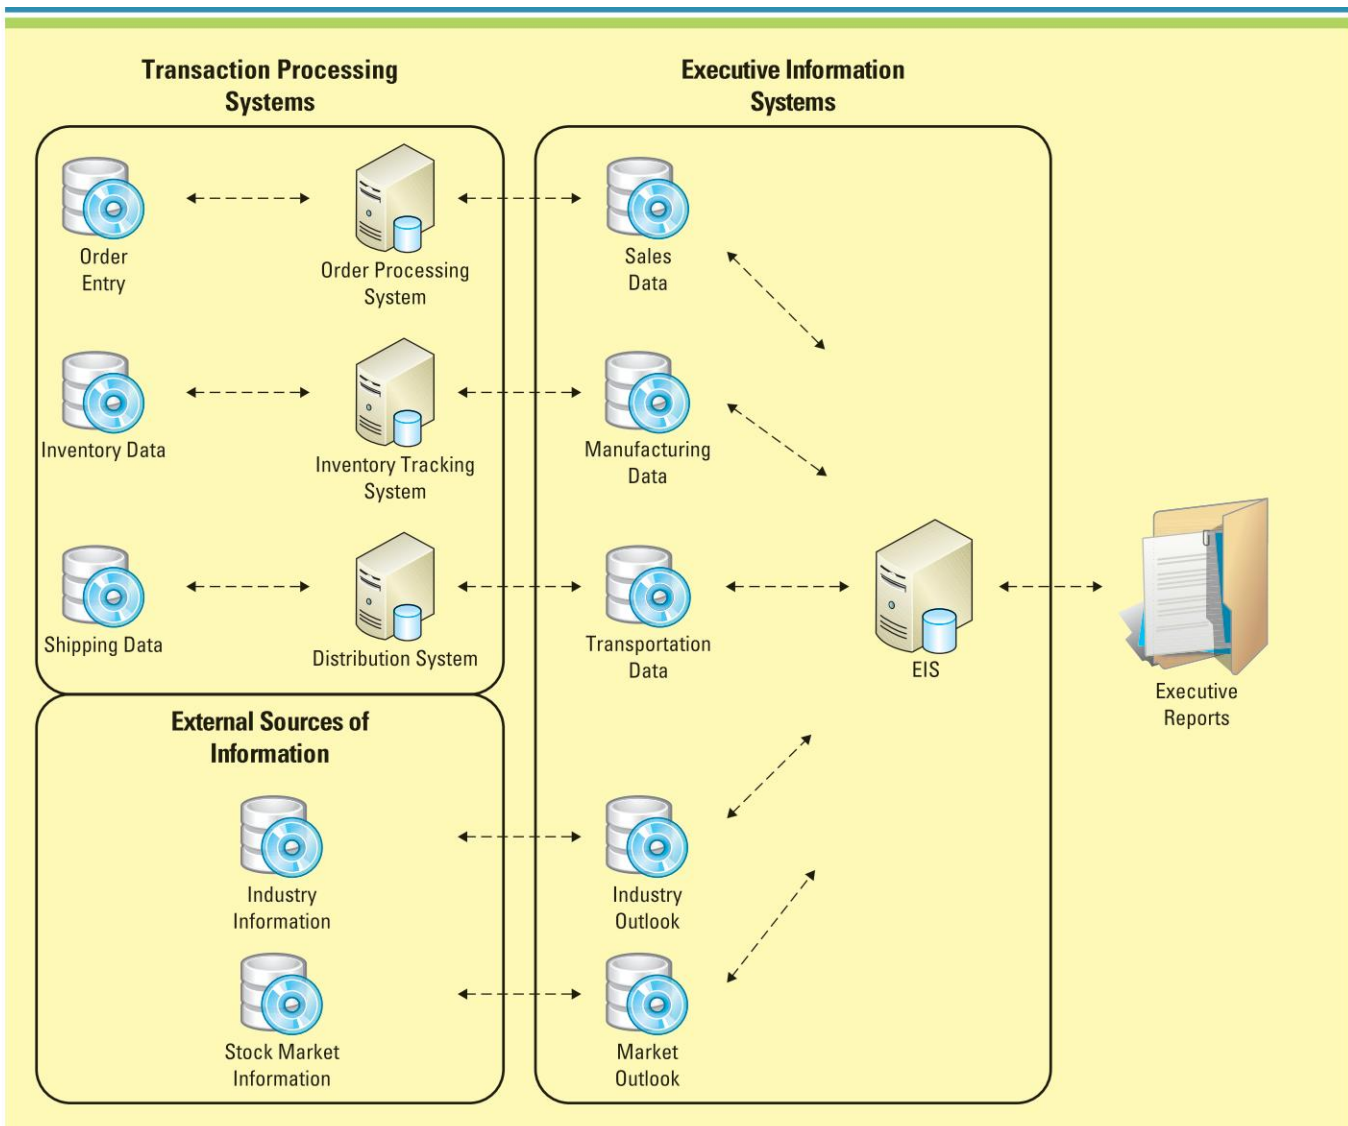 Transaction Processing
Systems
Executive Information
Systems
Order
Entry
Order Processing
System
Sales
Data
Inventory Data
Inventory Tracking
System
Manufacturing
Data
Shipping Data
Distribution System
Transportation
Data
EIS
Executive
Reports
External Sources of
Information
Industry
Information
Industry
Outlook
Stock Market
Information
Market
Outlook